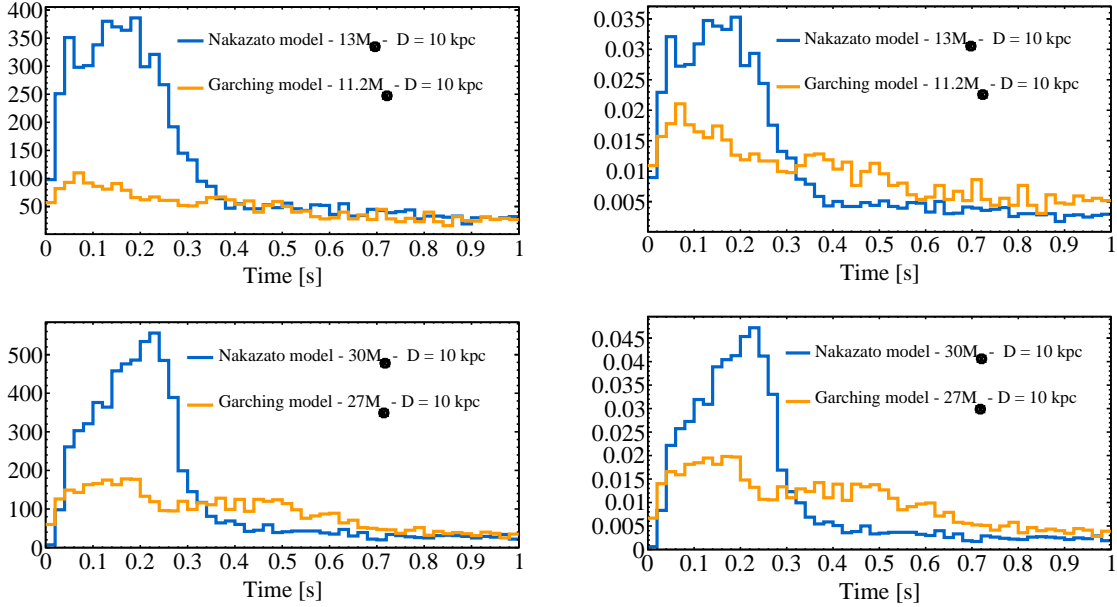 400
350
300
250
200
150
100
50
0 0.1 0.2 0.3 0.4 0.5 0.6 0.7 0.8 0.9 1
Time [s]
Nakazato model - 13M - D = 10 kpc
Garching model - 11.2M - D = 10 kpc
0.035
0.03
0.025
0.02
0.015
0.01
0.005
0 0.1 0.2 0.3 0.4 0.5 0.6 0.7 0.8 0.9 1
Time [s]
Nakazato model - 13M - D = 10 kpc
Garching model - 11.2M - D = 10 kpc
500
400
300
200
100
0
0 0.1 0.2 0.3 0.4 0.5 0.6 0.7 0.8 0.9 1
Time [s]
Nakazato model - 30M - D = 10 kpc
Garching model - 27M - D = 10 kpc
0.045
0.04
0.035
0.03
0.025
0.02
0.015
0.01
0.005
0
0 0.1 0.2 0.3 0.4 0.5 0.6 0.7 0.8 0.9 1
Time [s]
Nakazato model - 30M - D = 10 kpc
Garching model - 27M - D = 10 kpc